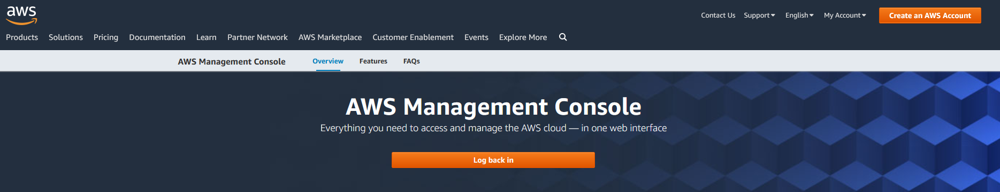 aws
Contact Us Support English My Account Create an AWS Account
Products Solutions Pricing Documentation Learn Partner Network AWS Marketplace Customer Enablement Events Explore More
AWS Management Console Overview Features FAQs
AWS Management Console
Everything you need to access and manage the AWS cloud — in one web interface
Log back in